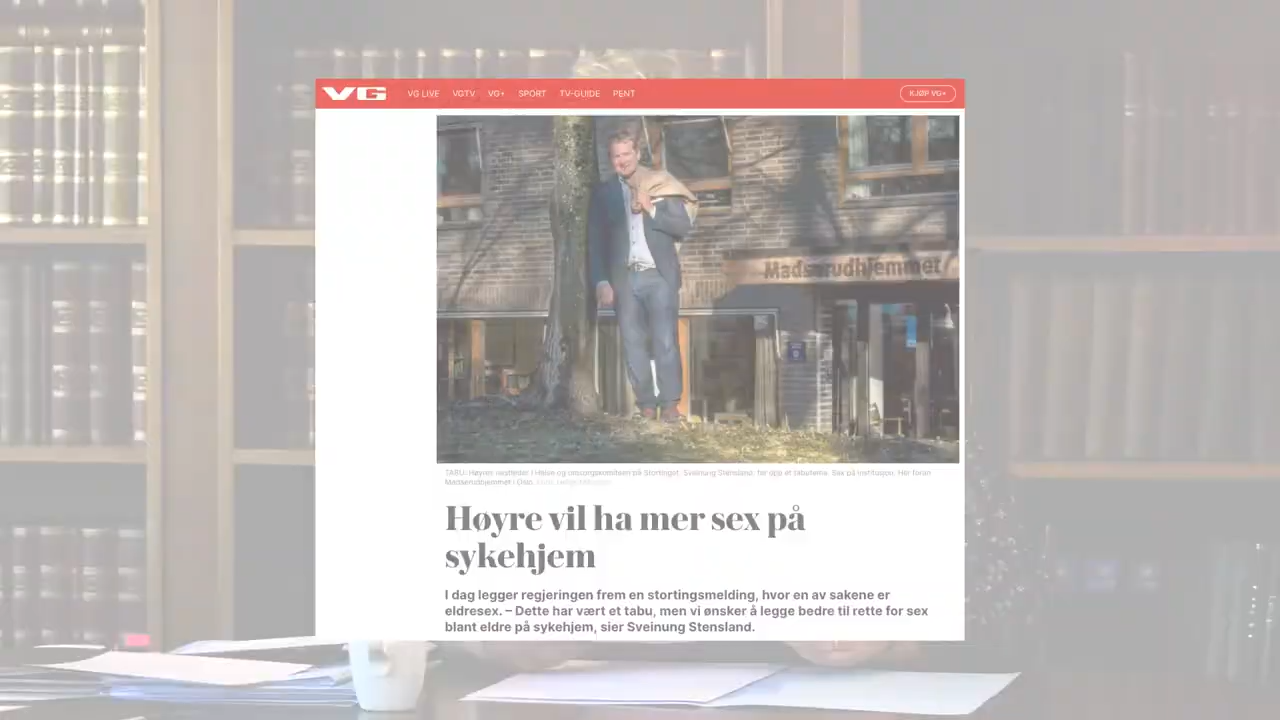 VG VG LIVE VGTV VG+ SPORT TV-GUIDE PENT KJØP VG+
Madserudhjemmet
TABU: Høyres nestleder i Helse og omsorgskomiteen på Stortinget, Sveinung Stensland, tar opp et tabutema. Sex på institusjon. Her foran
Madserudhjemmet i Oslo.
Høyre vil ha mer sex på
sykehjem
I dag legger regjeringen frem en stortingsmelding, hvor en av sakene er
eldresex. – Dette har vært et tabu, men vi ønsker å legge bedre til rette for sex
blant eldre på sykehjem, sier Sveinung Stensland.